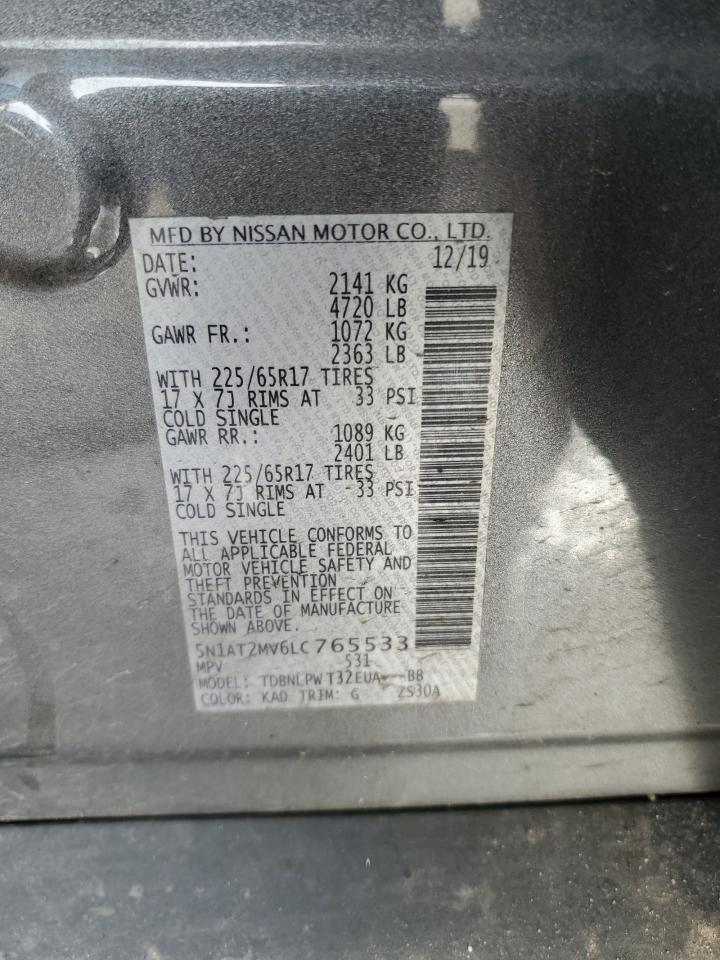 MFD BY NISSAN MOTOR CO., LTD.
DATE: 12/19
GVWR: 2141 KG
4720 LB
GAWR FR.: 1072 KG
2363 LB
WITH 225/65R17 TIRES
17 X 7J RIMS AT 33 PSI
COLD SINGLE
GAWR RR.: 1089 KG
2401 LB
WITH 225/65R17 TIRES
17 X 7J RIMS AT 33 PSI
COLD SINGLE
THIS VEHICLE CONFORMS TO
ALL APPLICABLE FEDERAL
MOTOR VEHICLE SAFETY AND
THEFT PREVENTION
STANDARDS IN EFFECT ON
THE DATE OF MANUFACTURE
SHOWN ABOVE.
5N1AT2MV6LC765533
MPV 531
MODEL: TDBNLPWT32EUA---BB
COLOR: KAD TRIM: G ZS30A